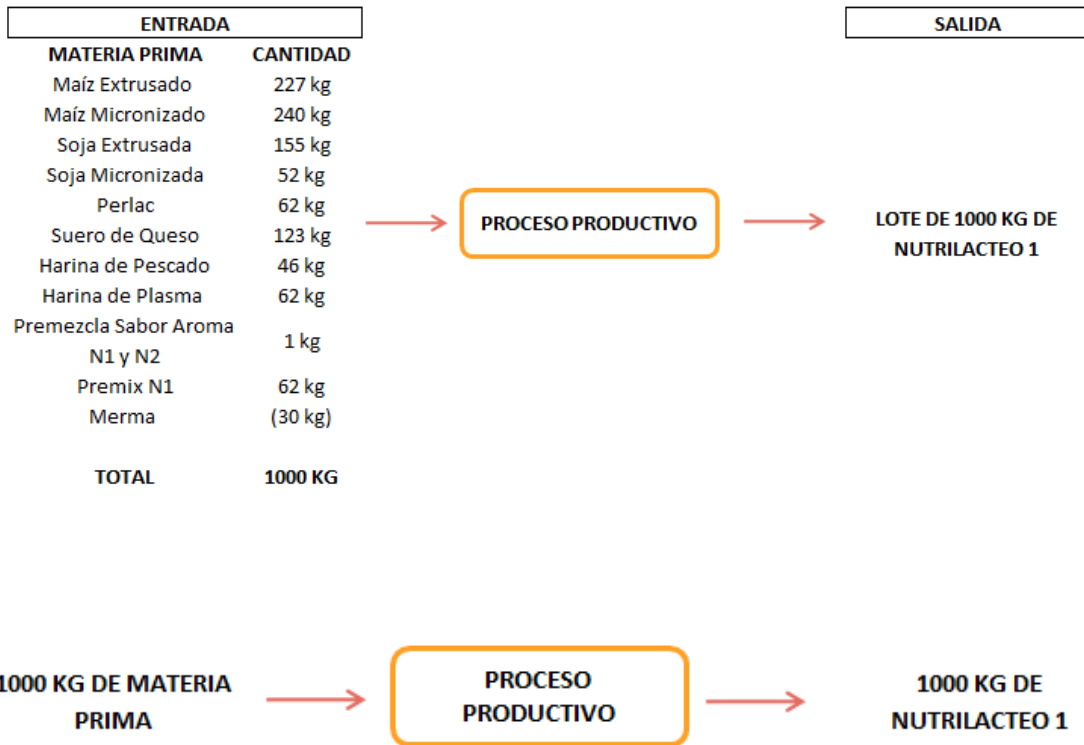 ENTRADA
SALIDA
MATERIA PRIMA CANTIDAD
Maíz Extrusado 227 kg
Maíz Micronizado 240 kg
Soja Extrusada 155 kg
Soja Micronizada 52 kg
Perlac 62 kg
Suero de Queso 123 kg
Harina de Pescado 46 kg
Harina de Plasma 62 kg
Premezcla Sabor Aroma
N1 y N2 1 kg
Premix N1 62 kg
Merma (30 kg)
TOTAL 1000 KG
PROCESO PRODUCTIVO
LOTE DE 1000 KG DE
NUTRILACTEO 1
1000 KG DE MATERIA
PRIMA
PROCESO
PRODUCTIVO
1000 KG DE
NUTRILACTEO 1